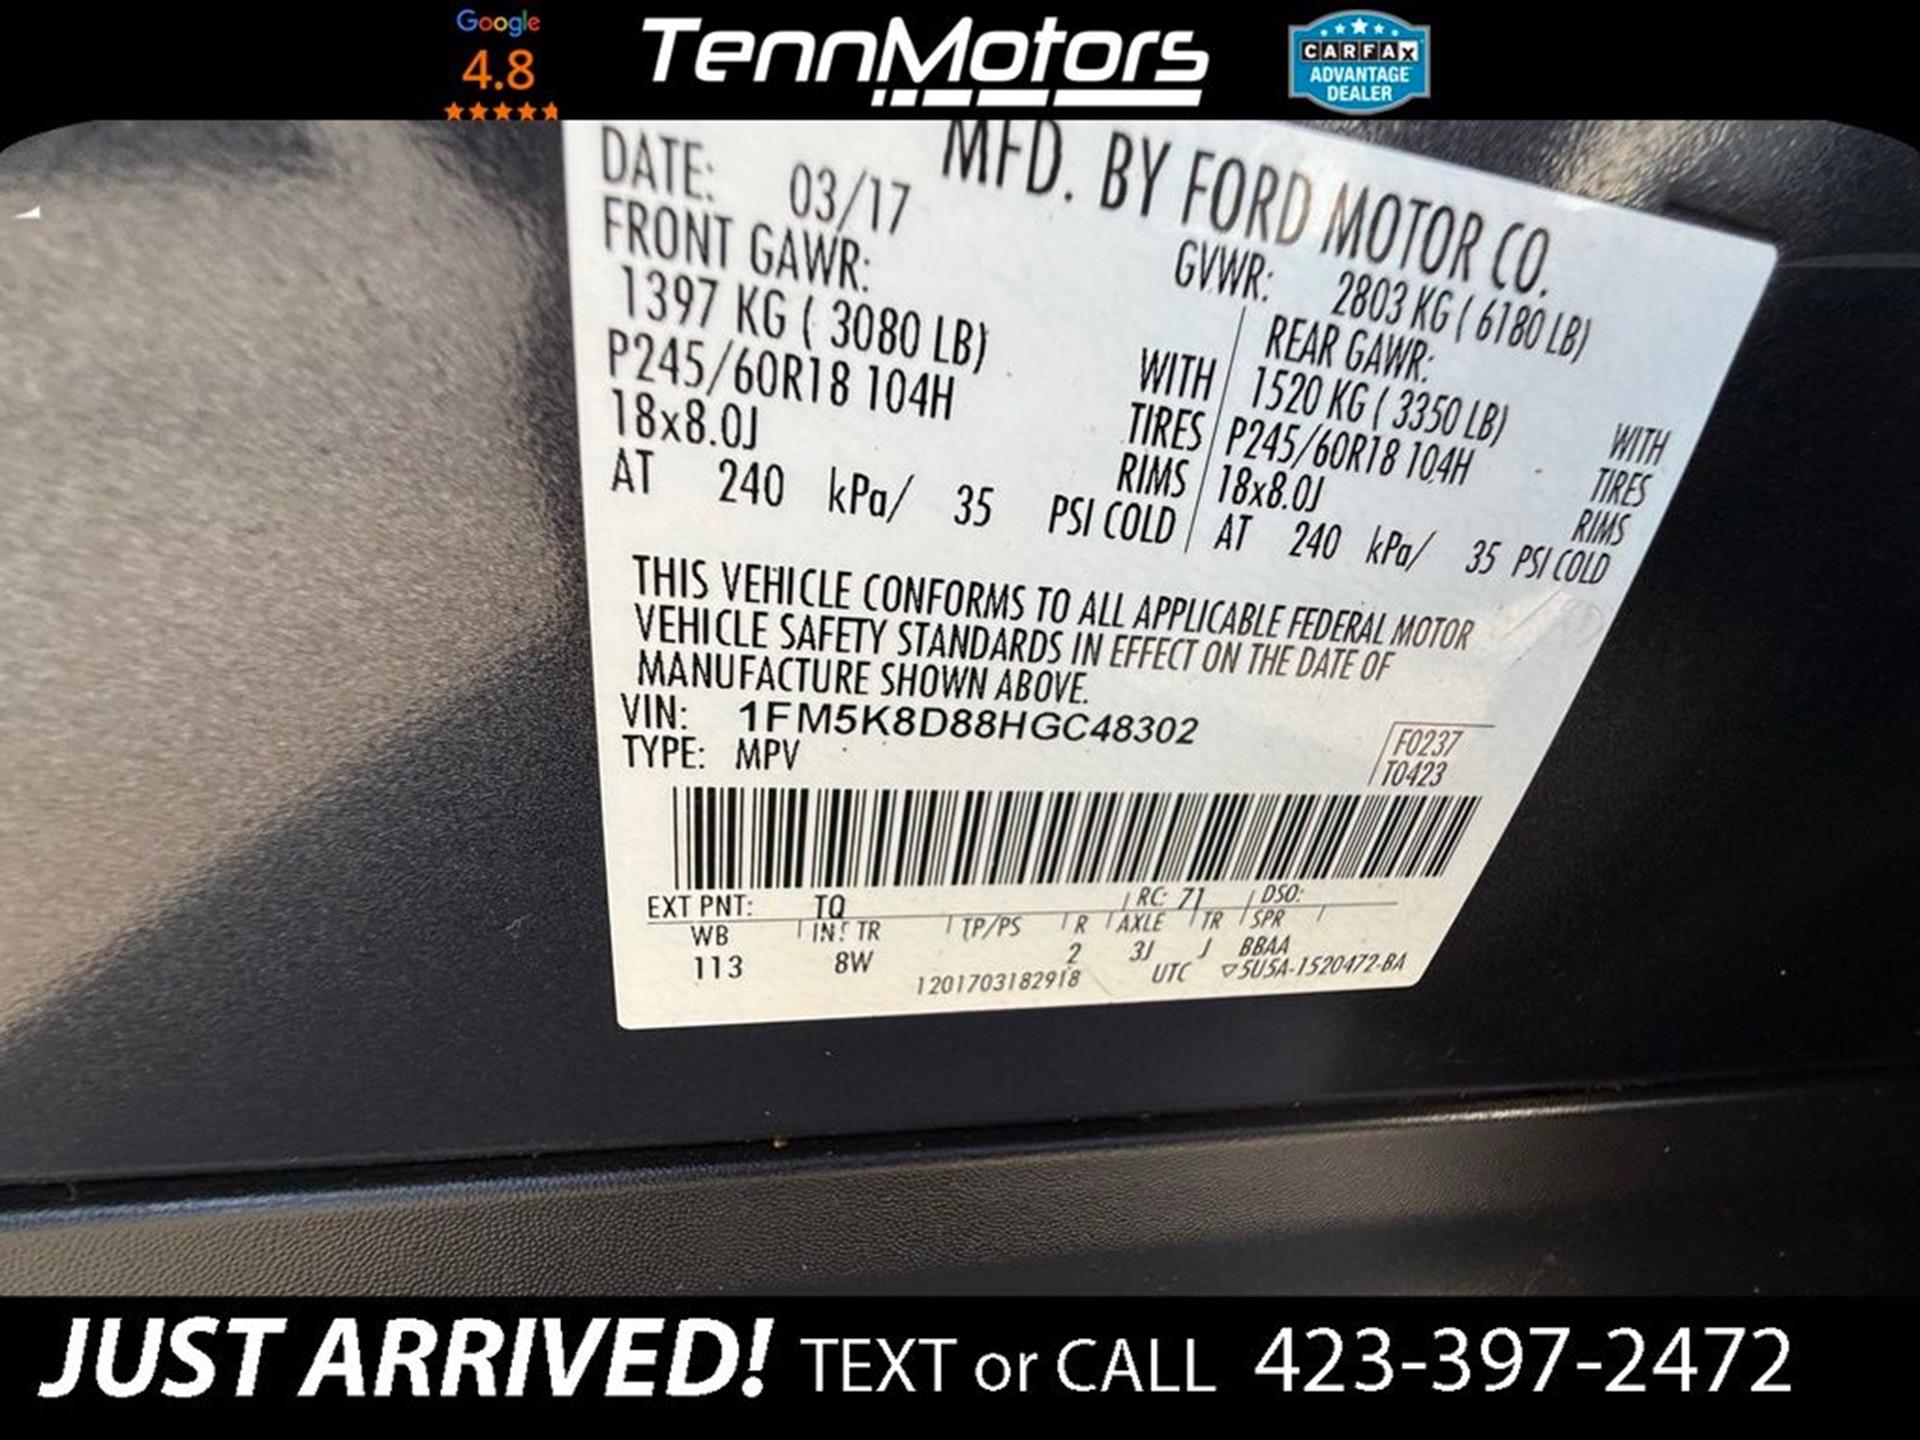 Google
4.8
TennMotors
CARFAX
ADVANTAGE
DEALER
MFD. BY FORD MOTOR CO.
DATE: 03/17
GVWR: 2803 KG ( 6180 LB)
FRONT GAWR:
1397 KG ( 3080 LB)
P245/60R18 104H
18x8.0J
AT 240 kPa/ 35 PSI COLD
WITH
TIRES
RIMS
REAR GAWR:
1520 KG ( 3350 LB)
P245/60R18 104H
18x8.0J
AT 240 kPa/ 35 PSI COLD
WITH
TIRES
RIMS
THIS VEHICLE CONFORMS TO ALL APPLICABLE FEDERAL MOTOR
VEHICLE SAFETY STANDARDS IN EFFECT ON THE DATE OF
MANUFACTURE SHOWN ABOVE.
VIN: 1FM5K8D88HGC48302
TYPE: MPV
F0237
T0423
EXT PNT: TQ RC: 71 DSO:
WB INT TR TP/PS R AXLE TR SPR
113 8W 2 3J J BBAA
1201703182918 UTC ▽5U5A-1520472-BA
JUST ARRIVED! TEXT or CALL 423-397-2472